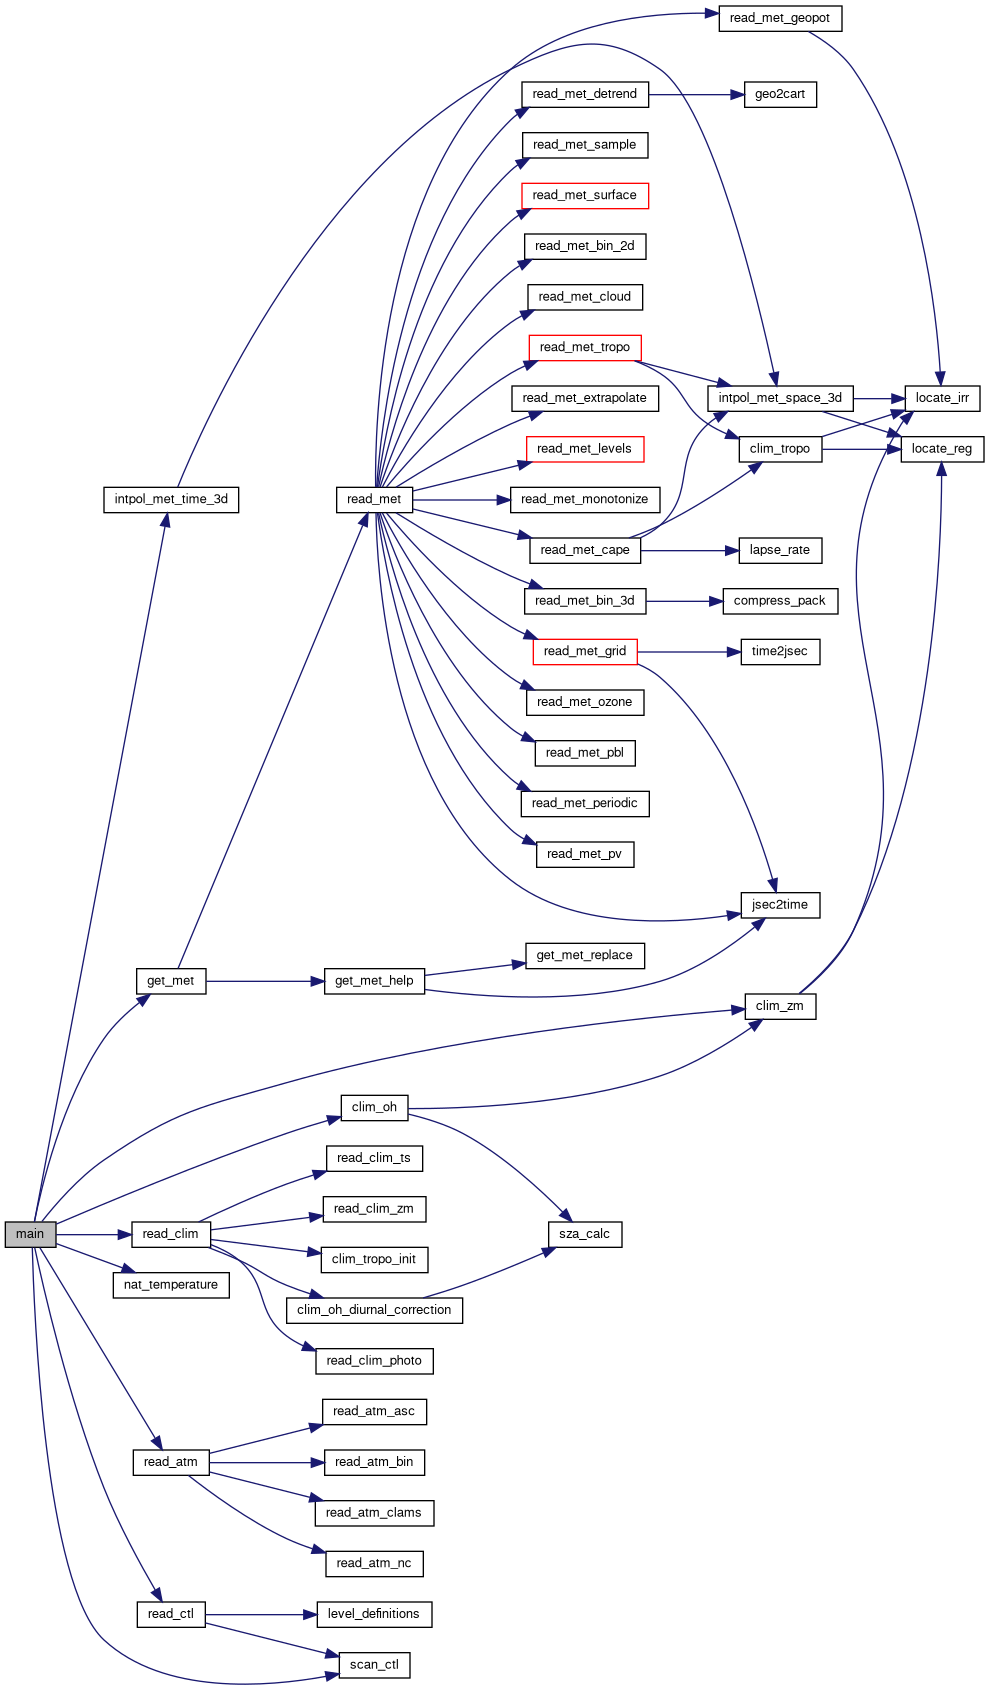 read_met_geopot
read_met_detrend
geo2cart
read_met_sample
read_met_surface
read_met_bin_2d
read_met_cloud
read_met_tropo
read_met_extrapolate
intpol_met_space_3d
locate_irr
read_met_levels
clim_tropo
locate_reg
intpol_met_time_3d
read_met
read_met_monotonize
read_met_cape
lapse_rate
read_met_bin_3d
compress_pack
read_met_grid
time2jsec
read_met_ozone
read_met_pbl
read_met_periodic
read_met_pv
jsec2time
get_met_replace
get_met
get_met_help
clim_zm
clim_oh
read_clim_ts
read_clim_zm
main
read_clim
sza_calc
clim_tropo_init
nat_temperature
clim_oh_diurnal_correction
read_clim_photo
read_atm_asc
read_atm
read_atm_bin
read_atm_clams
read_atm_nc
read_ctl
level_definitions
scan_ctl